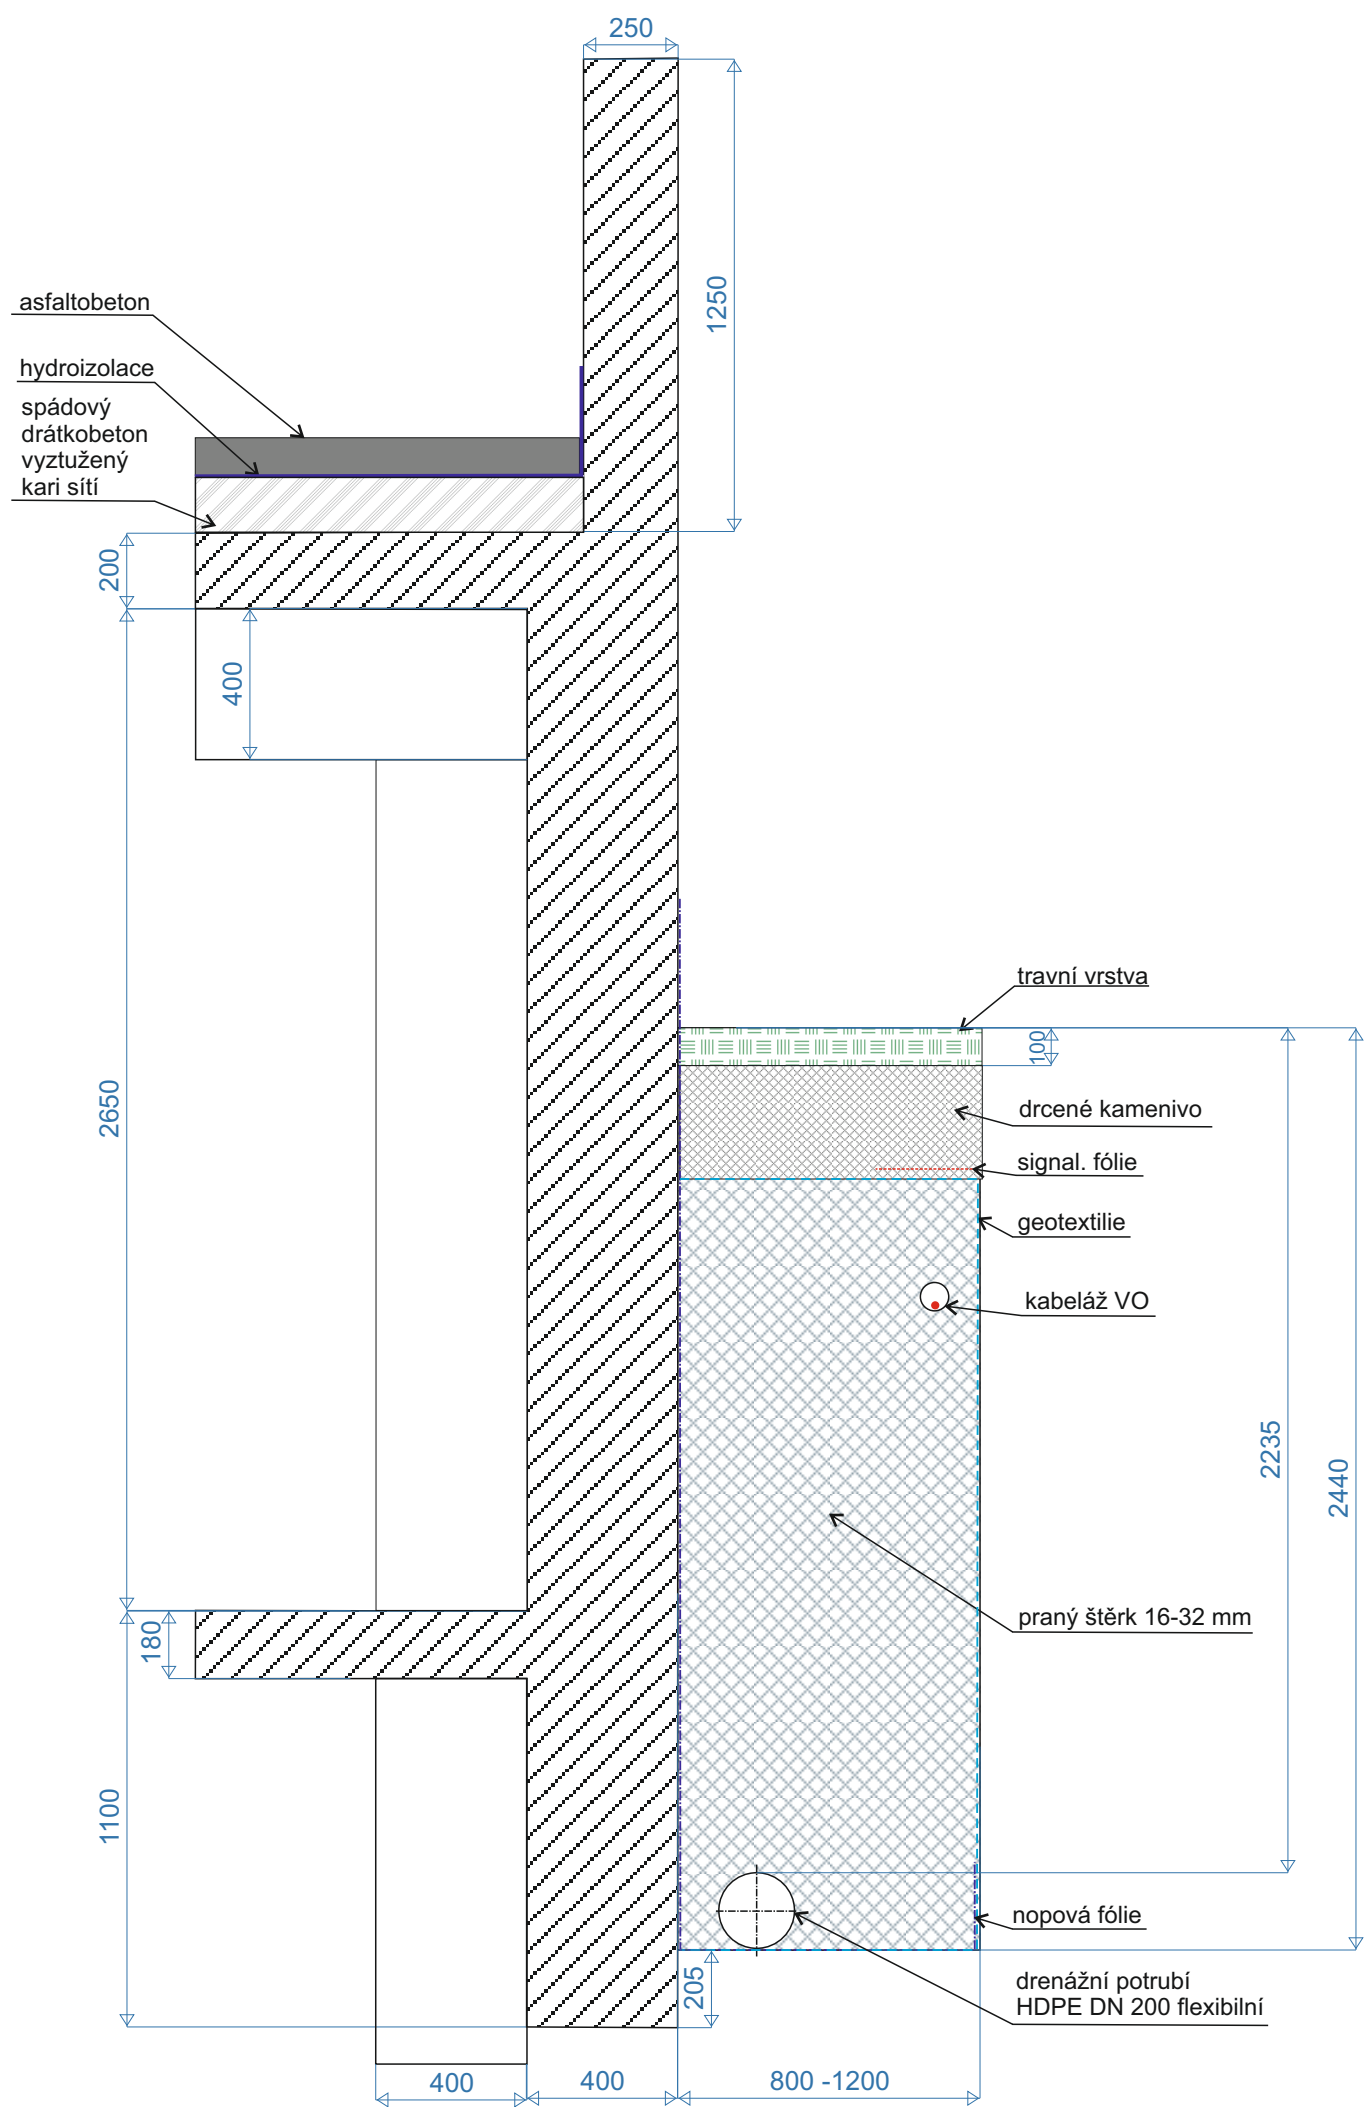 250
1250
asfaltobeton
hydroizolace
spádový
drátkobeton
vyztužený
kari sítí
200
400
2650
travní vrstva
100
drcené kamenivo
signal. fólie
geotextilie
kabeláž VO
2235
2440
praný štěrk 16-32 mm
180
1100
nopová fólie
205
drenážní potrubí
HDPE DN 200 flexibilní
400
400
800 -1200